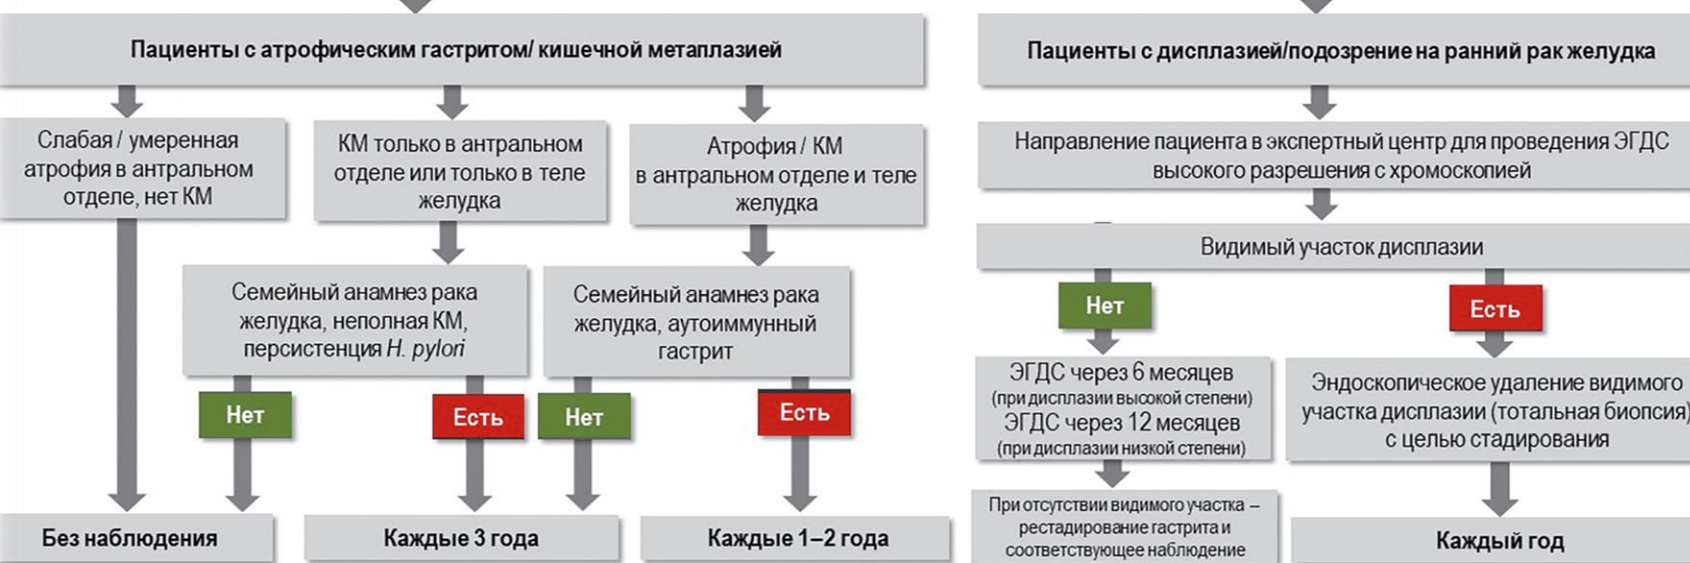 Пациенты с атрофическим гастритом/ кишечной метаплазией
Слабая / умеренная
атрофия в антральном
отделе, нет КМ
КМ только в антральном
отделе или только в теле
желудка
Атрофия / КМ
в антральном отделе и теле
желудка
Семейный анамнез рака
желудка, неполная КМ,
персистенция H. pylori
Семейный анамнез рака
желудка, аутоиммунный
гастрит
Нет
Есть
Нет
Есть
Без наблюдения
Каждые 3 года
Каждые 1–2 года
Пациенты с дисплазией/подозрение на ранний рак желудка
Направление пациента в экспертный центр для проведения ЭГДС
высокого разрешения с хромоскопией
Видимый участок дисплазии
Нет
Есть
ЭГДС через 6 месяцев
(при дисплазии высокой степени)
ЭГДС через 12 месяцев
(при дисплазии низкой степени)
Эндоскопическое удаление видимого
участка дисплазии (тотальная биопсия)
с целью стадирования
При отсутствии видимого участка –
рестадирование гастрита и
соответствующее наблюдение
Каждый год